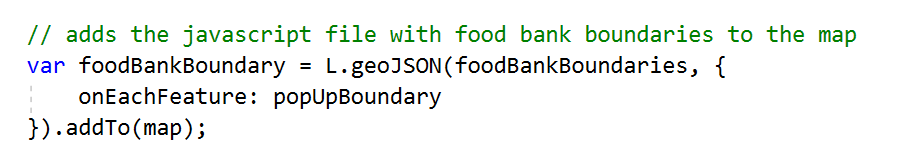 // adds the javascript file with food bank boundaries to the map
var foodBankBoundary = L.geoJSON(foodBankBoundaries, {
    onEachFeature: popUpBoundary
}).addTo(map);